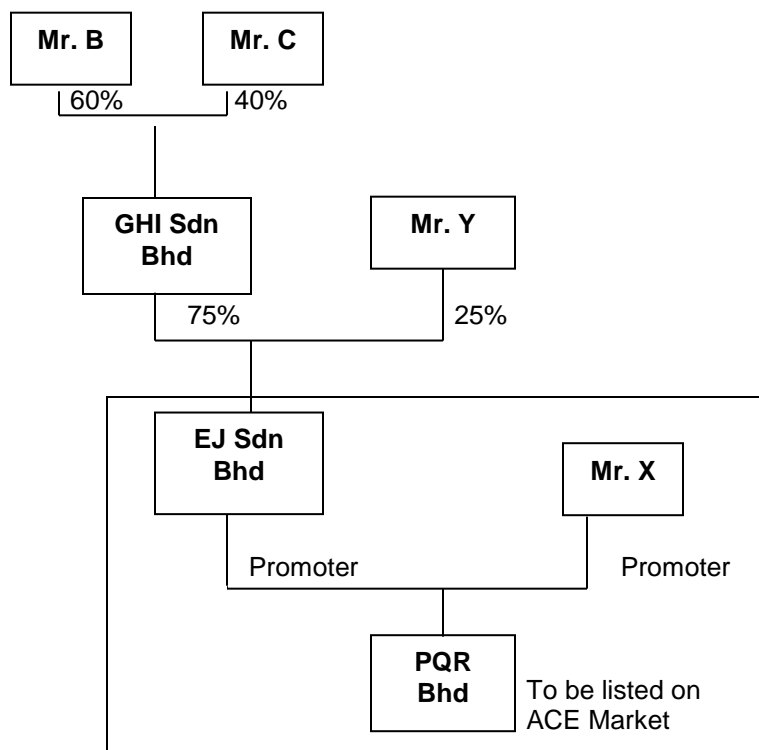 Mr. B
Mr. C
60%
40%
GHI Sdn
Bhd
Mr. Y
75%
25%
EJ Sdn
Bhd
Mr. X
Promoter
Promoter
PQR
Bhd
To be listed on
ACE Market